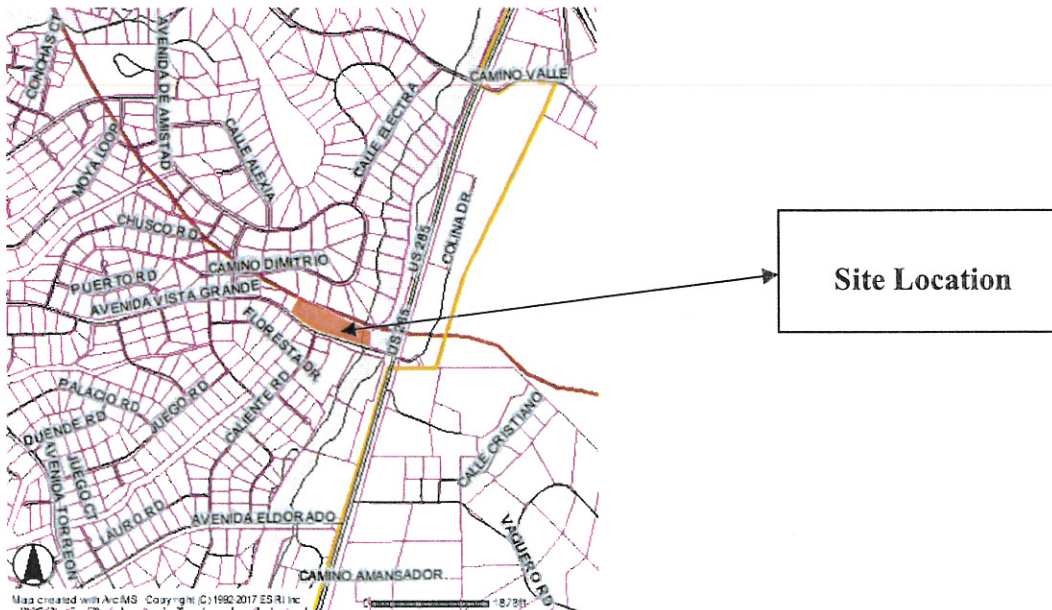 CONCHAS CT
AVENIDA DE AMISTAD
CAMINO VALLE
MOYA LOOP
CALLE ALEXIA
CALLE ELECTRA
CHUSCO RD
US 285
COLINA DR
CAMINO DIMITRIO
PUERTO RD
AVENIDA VISTA GRANDE
Site Location
FLORESTA DR
US 285
PALACIO RD
JUEGO RD
CALIENTE RD
DUENDE RD
CALLE CRISTIANO
JUEGO CT
AVENIDA TORREON
LAURO RD
AVENIDA ELDORADO
VAQUERO RD
CAMINO AMANSADOR
Map created with ArcIMS - Copyright (C) 1992-2017 ESRI Inc